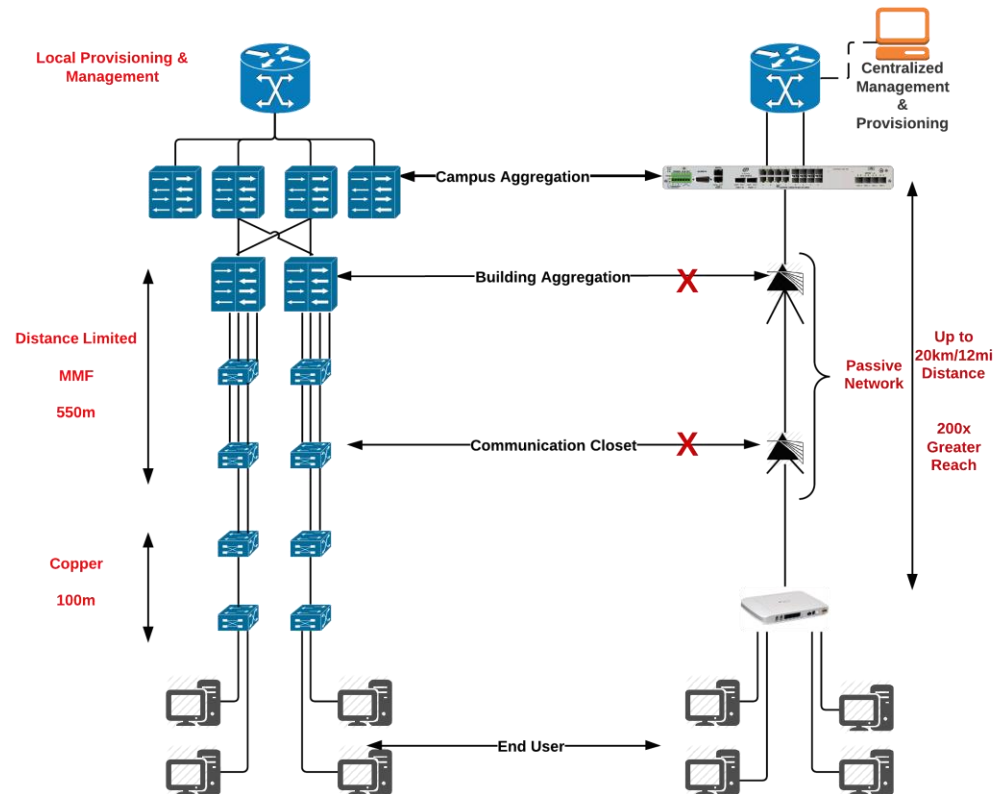 Local Provisioning &
Management
Centralized
Management
&
Provisioning
Campus Aggregation
Building Aggregation
X
Distance Limited
MMF
550m
Passive
Network
Up to
20km/12mi
Distance
200x
Greater
Reach
Communication Closet
X
Copper
100m
End User